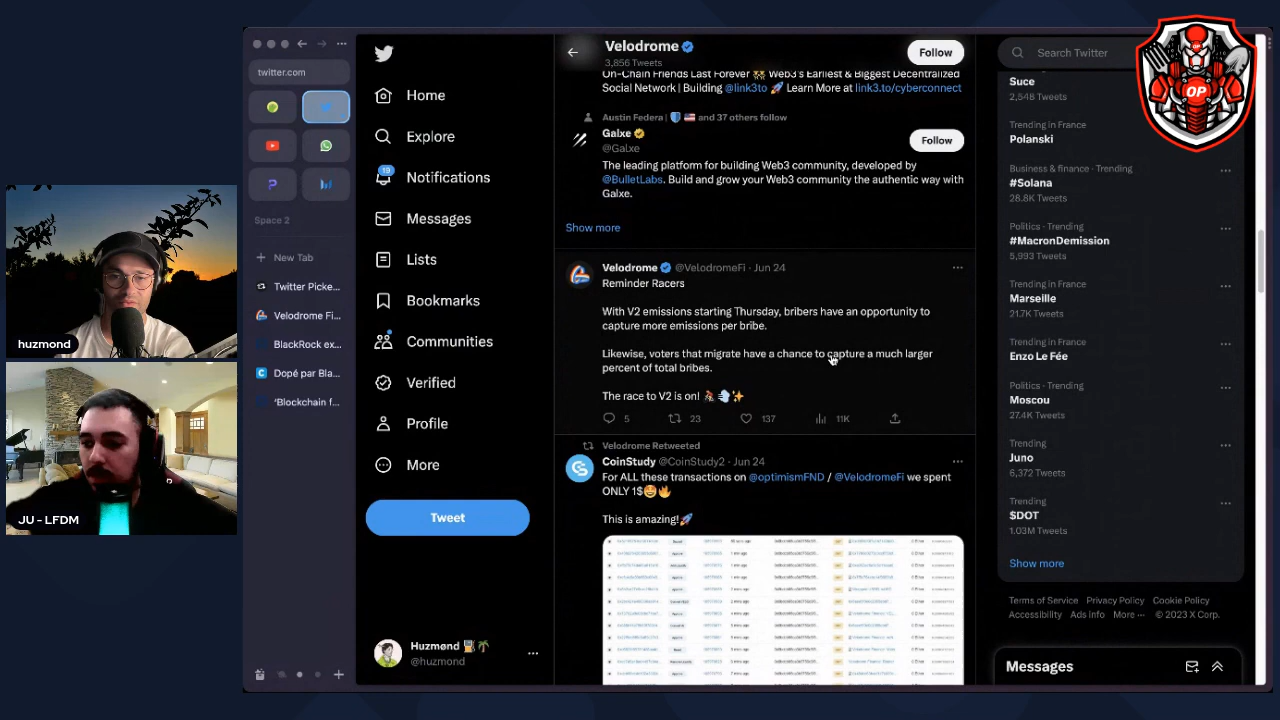 twitter.com
Space 2
New Tab
Twitter Picke...
Velodrome Fi...
BlackRock ex...
Dopé par Bla...
'Blockchain f...
huzmond
JU - LFDM
Home
Explore
19
Notifications
Messages
Lists
Bookmarks
Communities
Verified
Profile
More
Tweet
Huzmønd
@huzmond
Velodrome
3,856 Tweets
Follow
On-Chain Friends Last Forever Web3's Earliest & Biggest Decentralized
Social Network | Building @link3to Learn More at link3.to/cyberconnect
Austin Federa | and 37 others follow
Galxe
@Galxe
Follow
The leading platform for building Web3 community, developed by
@BulletLabs. Build and grow your Web3 community the authentic way with
Galxe.
Show more
Velodrome @VelodromeFi · Jun 24
Reminder Racers
With V2 emissions starting Thursday, bribers have an opportunity to
capture more emissions per bribe.
Likewise, voters that migrate have a chance to capture a much larger
percent of total bribes.
The race to V2 is on!
5 23 137 11K
Velodrome Retweeted
CoinStudy @CoinStudy2 · Jun 24
For ALL these transactions on @optimismFND / @VelodromeFi we spent
ONLY 1$
This is amazing!
Search Twitter
Suce
2,548 Tweets
Trending in France
Polanski
Business & finance · Trending
#Solana
28.8K Tweets
Politics · Trending
#MacronDemission
5,993 Tweets
Trending in France
Marseille
21.7K Tweets
Trending in France
Enzo Le Fée
Politics · Trending
Moscou
27.4K Tweets
Trending
Juno
6,372 Tweets
Trending
$DOT
1.03M Tweets
Show more
Terms of Service Privacy Policy Cookie Policy
Accessibility Ads info More ··· © 2023 X Corp.
Messages
OP
OP